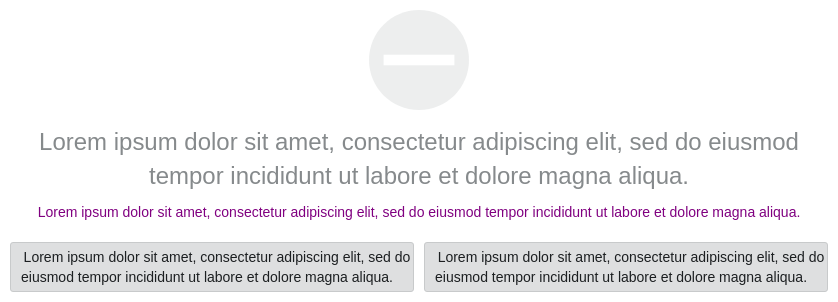 Lorem ipsum dolor sit amet, consectetur adipiscing elit, sed do eiusmod
tempor incididunt ut labore et dolore magna aliqua.
Lorem ipsum dolor sit amet, consectetur adipiscing elit, sed do eiusmod tempor incididunt ut labore et dolore magna aliqua.
Lorem ipsum dolor sit amet, consectetur adipiscing elit, sed do
eiusmod tempor incididunt ut labore et dolore magna aliqua.
Lorem ipsum dolor sit amet, consectetur adipiscing elit, sed do
eiusmod tempor incididunt ut labore et dolore magna aliqua.